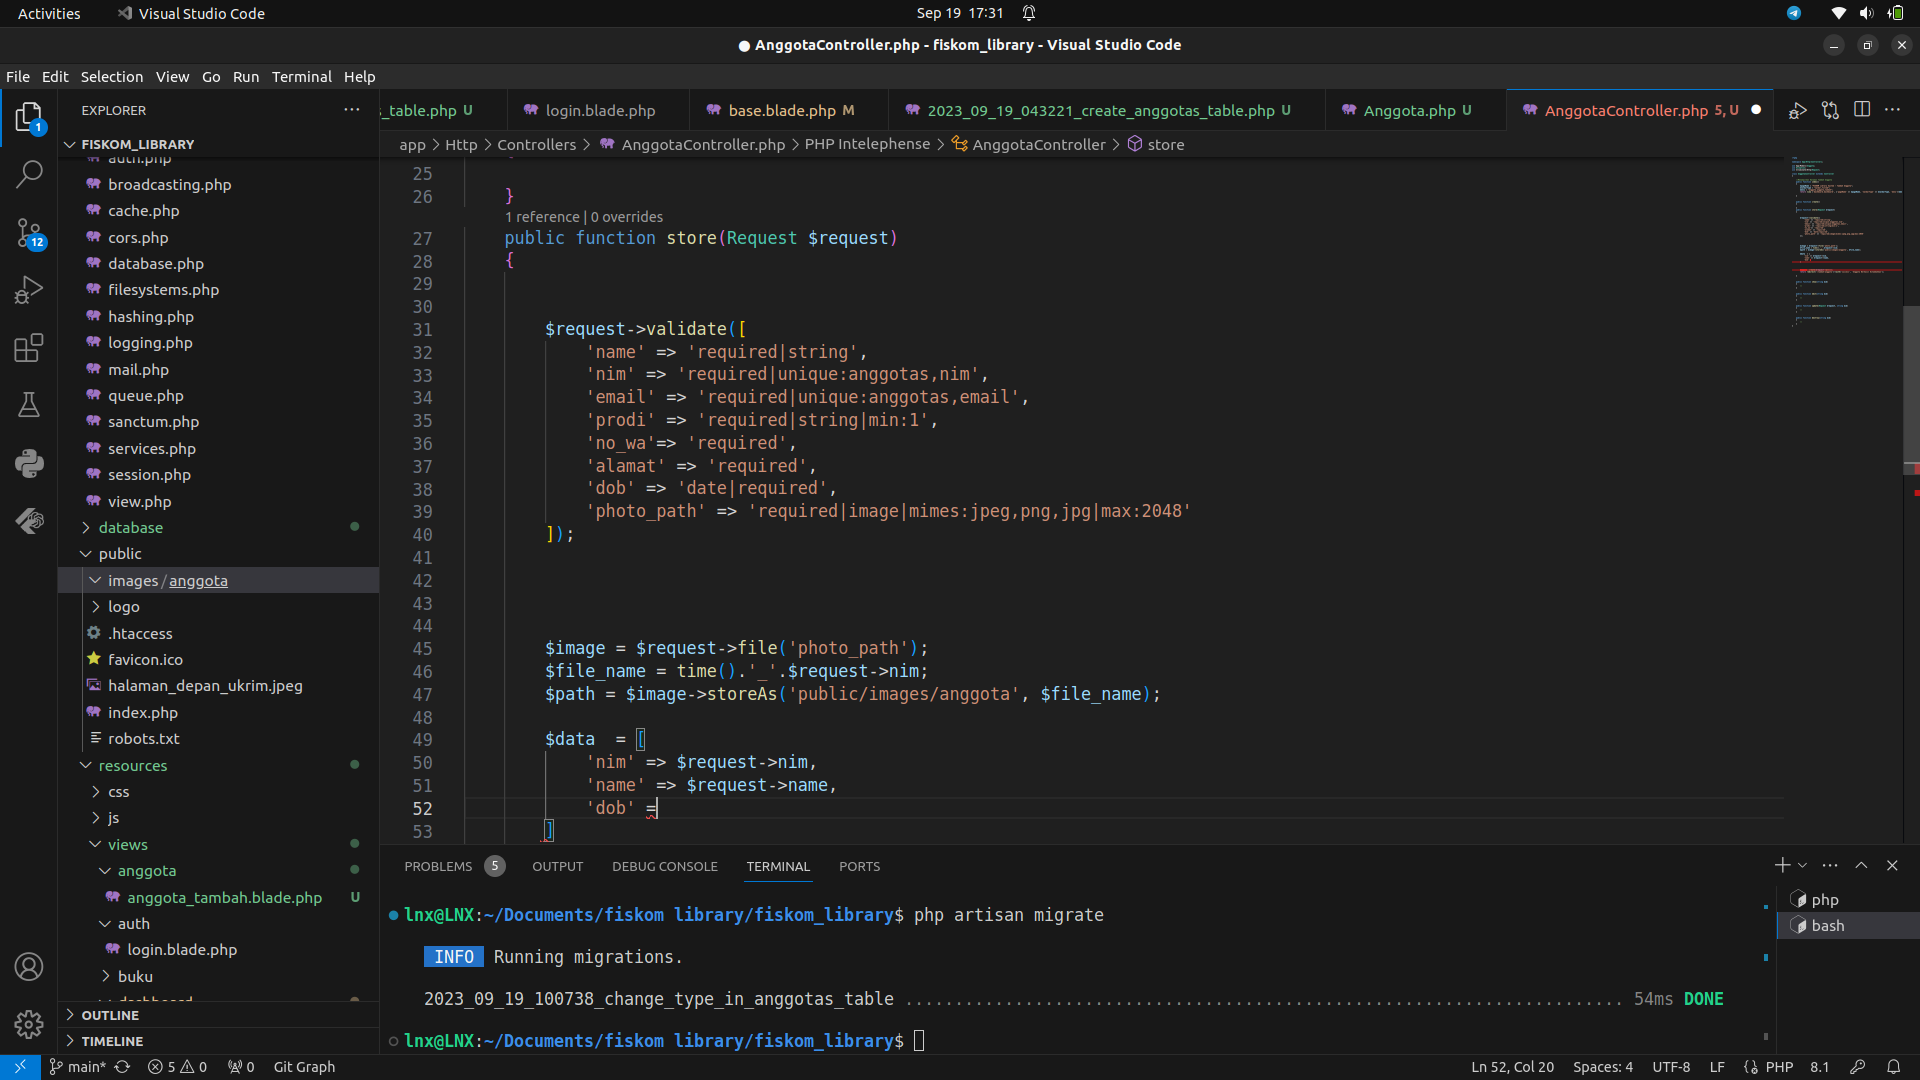 Activities
Visual Studio Code
Sep 19 17:31
● AnggotaController.php - fiskom_library - Visual Studio Code
File Edit Selection View Go Run Terminal Help
EXPLORER
FISKOM_LIBRARY
auth.php
broadcasting.php
cache.php
cors.php
database.php
filesystems.php
hashing.php
logging.php
mail.php
queue.php
sanctum.php
services.php
session.php
view.php
database
public
images/anggota
logo
.htaccess
favicon.ico
halaman_depan_ukrim.jpeg
index.php
robots.txt
resources
css
js
views
anggota
anggota_tambah.blade.php U
auth
login.blade.php
buku
dashboard
OUTLINE
TIMELINE
1
12
s_table.php U
login.blade.php
base.blade.php M
2023_09_19_043221_create_anggotas_table.php U
Anggota.php U
AnggotaController.php 5, U
app > Http > Controllers > AnggotaController.php > PHP Intelephense > AnggotaController > store
25
26 }
1 reference | 0 overrides
27 public function store(Request $request)
28 {
29
30
31 $request->validate([
32 'name' => 'required|string',
33 'nim' => 'required|unique:anggotas,nim',
34 'email' => 'required|unique:anggotas,email',
35 'prodi' => 'required|string|min:1',
36 'no_wa'=> 'required',
37 'alamat' => 'required',
38 'dob' => 'date|required',
39 'photo_path' => 'required|image|mimes:jpeg,png,jpg|max:2048'
40 ]);
41
42
43
44
45 $image = $request->file('photo_path');
46 $file_name = time().'_'.$request->nim;
47 $path = $image->storeAs('public/images/anggota', $file_name);
48
49 $data  = [
50 'nim' => $request->nim,
51 'name' => $request->name,
52 'dob' =
53 ]
PROBLEMS 5 OUTPUT DEBUG CONSOLE TERMINAL PORTS
lnx@LNX:~/Documents/fiskom library/fiskom_library$ php artisan migrate
INFO Running migrations.
2023_09_19_100738_change_type_in_anggotas_table ........................................................................ 54ms DONE
lnx@LNX:~/Documents/fiskom library/fiskom_library$
php
bash
main* 5 0 0 Git Graph
Ln 52, Col 20 Spaces: 4 UTF-8 LF PHP 8.1